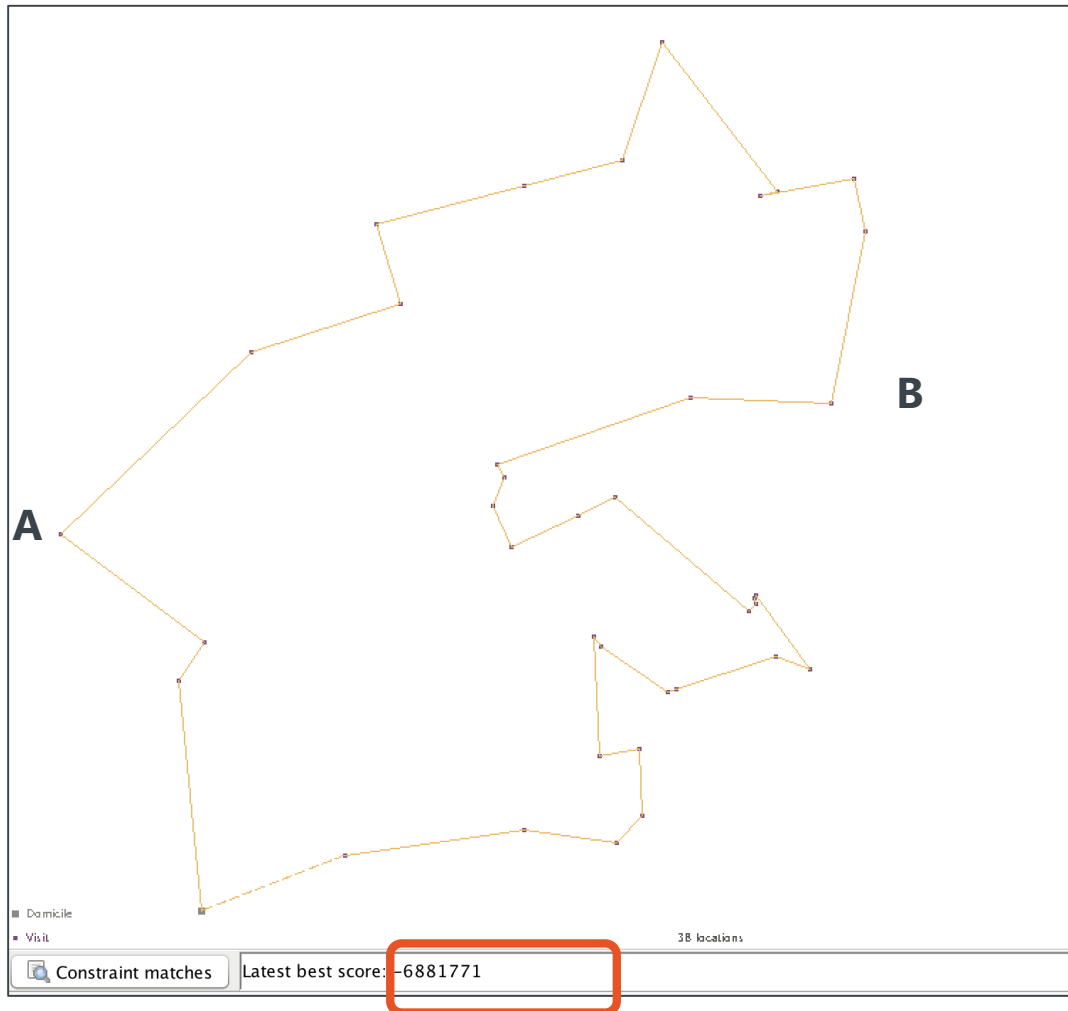 B
A
Domicile
Visit
38 locations
Constraint matches
Latest best score: -6881771